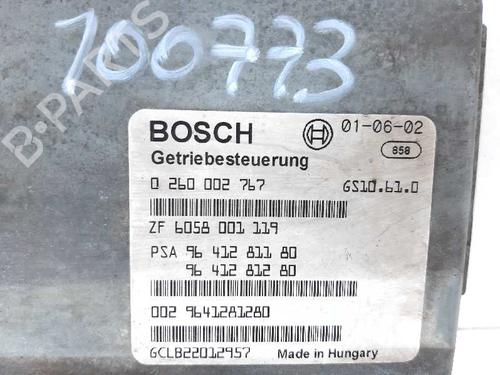 100773
B-PARTS
BOSCH 01-06-02
858
Getriebesteuerung
0 260 002 767 GS10.61.0
ZF 6058 001 119
PSA 96 412 811 80
96 412 812 80
002 9641281280
GCLB22012957 Made in Hungary